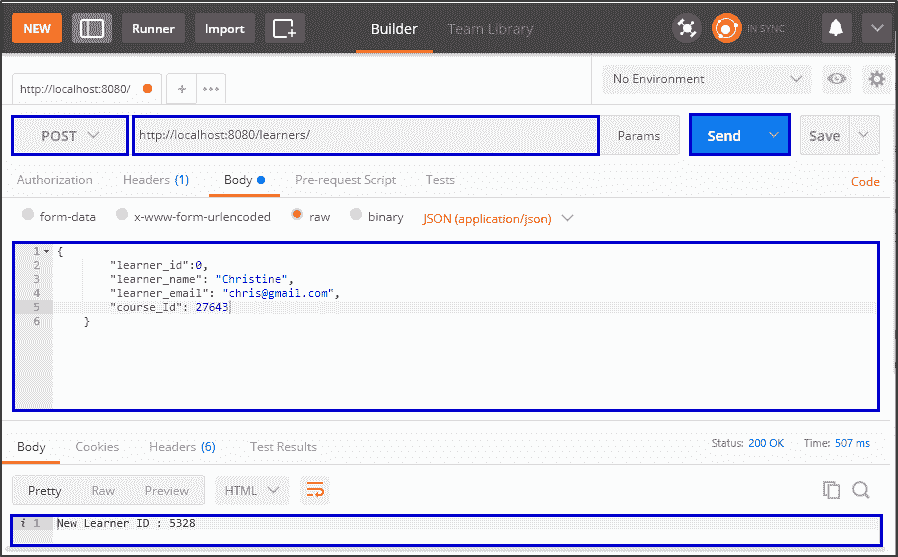 NEW Runner Import Builder Team Library IN SYNC
http://localhost:8080/ + ••• No Environment
POST http://localhost:8080/learners/ Params Send Save
Authorization Headers (1) Body Pre-request Script Tests Code
form-data x-www-form-urlencoded raw binary JSON (application/json)
1 {
2 "learner_id":0,
3 "learner_name": "Christine",
4 "learner_email": "chris@gmail.com",
5 "course_Id": 27643
6 }
Body Cookies Headers (6) Test Results Status: 200 OK Time: 507 ms
Pretty Raw Preview HTML
i 1 New Learner ID : 5328